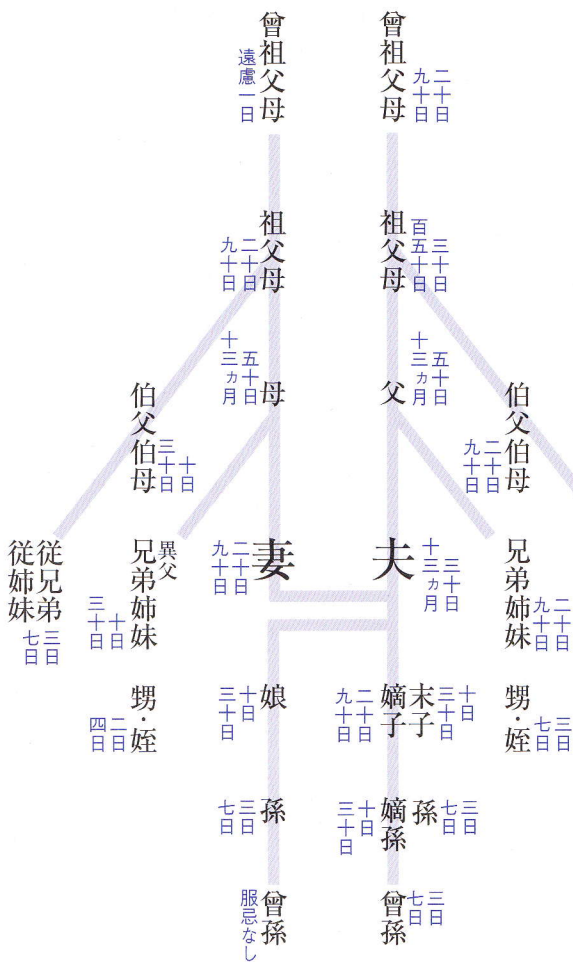 曾祖父母
二十日
九十日
曾祖父母
遠慮一日
祖父母
三十日
百五十日
祖父母
二十日
九十日
父
五十日
十三ヵ月
母
五十日
十三ヵ月
伯父伯母
二十日
九十日
伯父伯母
十日
三十日
兄弟姉妹
二十日
九十日
夫
三十日
十三ヵ月
妻
二十日
九十日
異父
兄弟姉妹
十日
三十日
従兄弟
従姉妹
三日
七日
甥・姪
三日
七日
末子
十日
三十日
嫡子
二十日
九十日
娘
十日
三十日
甥・姪
二日
四日
孫
三日
七日
嫡孫
十日
三十日
孫
三日
七日
曾孫
三日
七日
曾孫
服忌なし